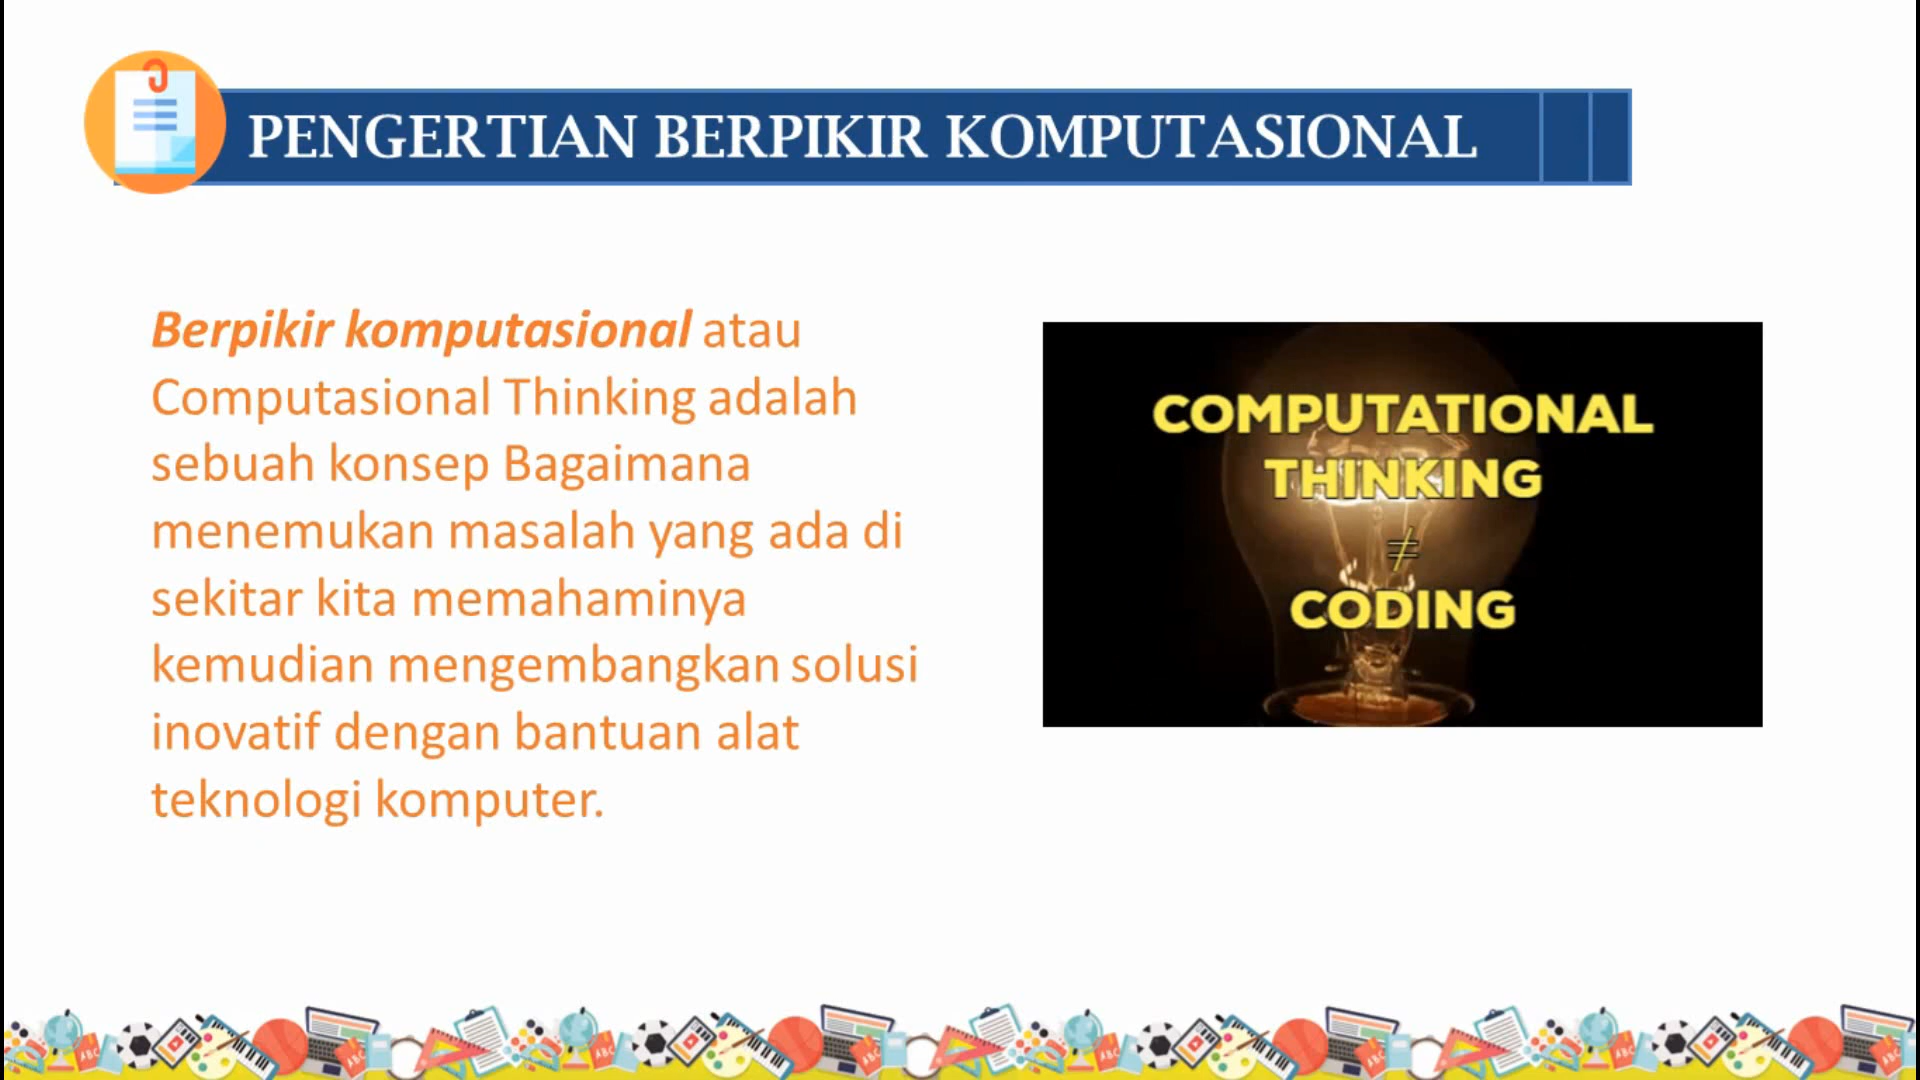 PENGERTIAN BERPIKIR KOMPUTASIONAL
Berpikir komputasional atau
Computasional Thinking adalah
sebuah konsep Bagaimana
menemukan masalah yang ada di
sekitar kita memahaminya
kemudian mengembangkan solusi
inovatif dengan bantuan alat
teknologi komputer.
COMPUTATIONAL
THINKING
≠
CODING